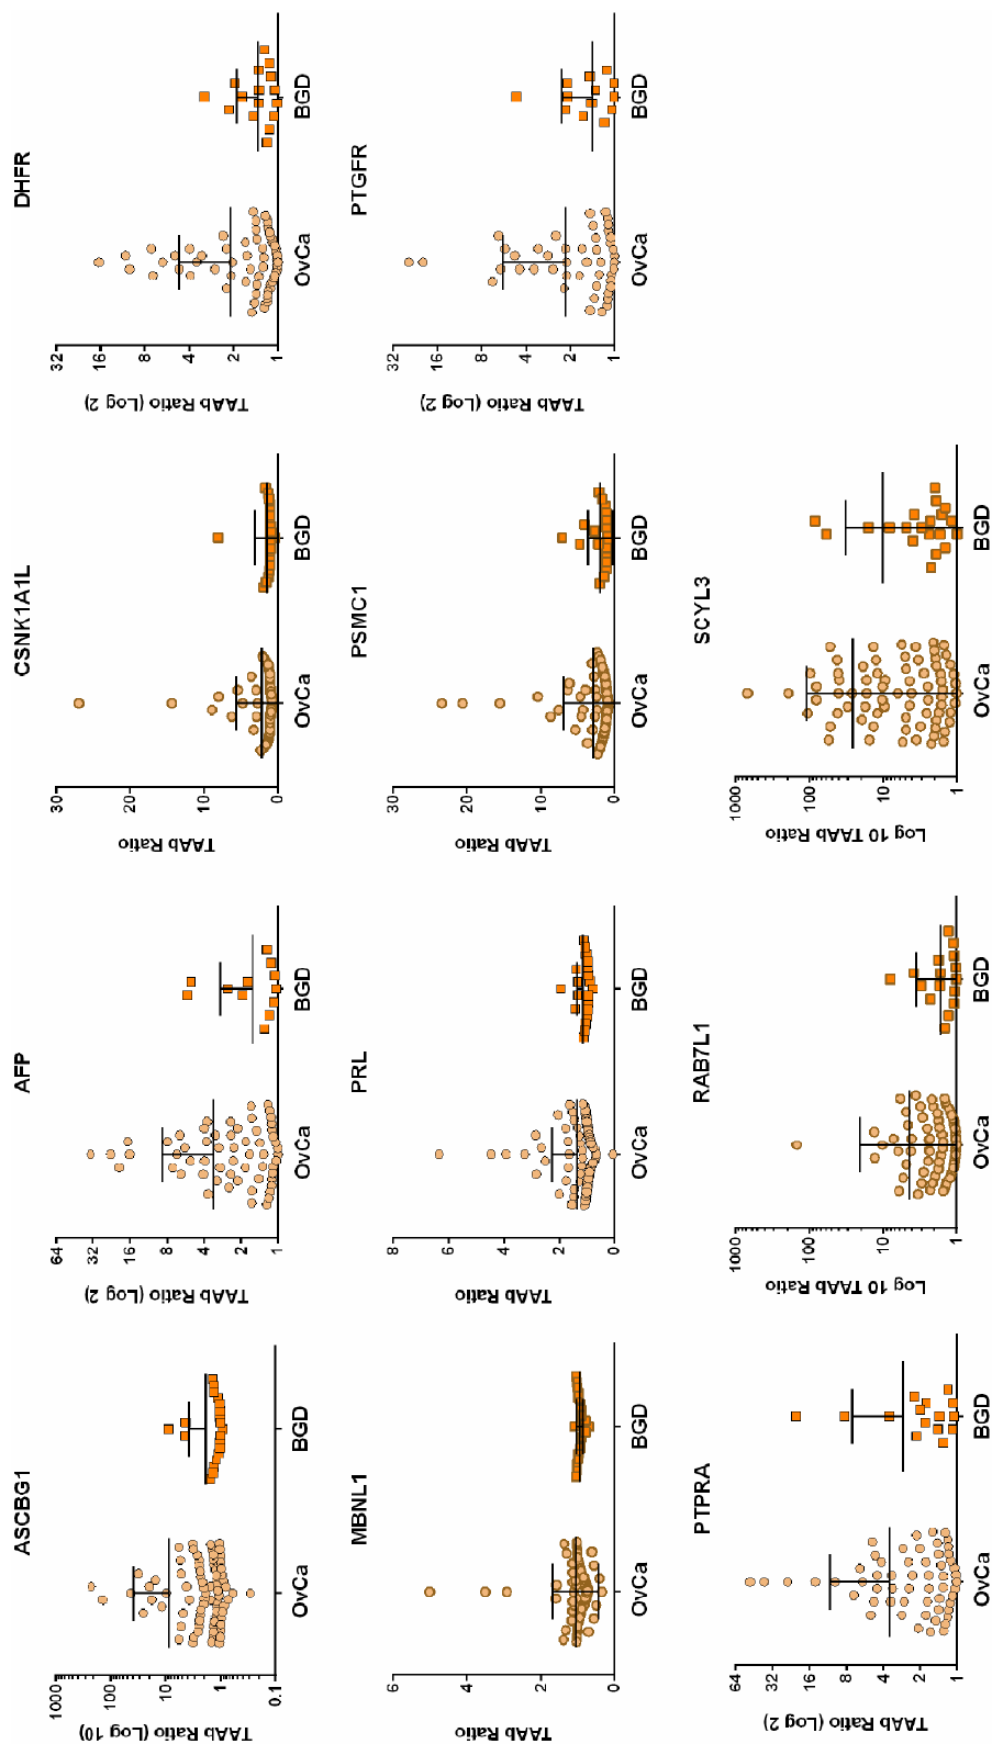 ASCBG1
TAAb Ratio (Log 10)
1000
100
10
1
0.1
OvCa BGD
AFP
TAAb Ratio (Log 2)
64
32
16
8
4
2
1
OvCa BGD
CSNK1A1L
TAAb Ratio
30
20
10
0
OvCa BGD
DHFR
TAAb Ratio (Log 2)
32
16
8
4
2
1
OvCa BGD
MBNL1
TAAb Ratio
6
4
2
0
OvCa BGD
PRL
TAAb Ratio
8
6
4
2
0
OvCa BGD
PSMC1
TAAb Ratio
30
20
10
0
OvCa BGD
PTGFR
TAAb Ratio (Log 2)
32
16
8
4
2
1
OvCa BGD
PTPRA
TAAb Ratio (Log 2)
64
32
16
8
4
2
1
OvCa BGD
RAB7L1
Log 10 TAAb Ratio
1000
100
10
1
OvCa BGD
SCYL3
Log 10 TAAb Ratio
1000
100
10
1
OvCa BGD